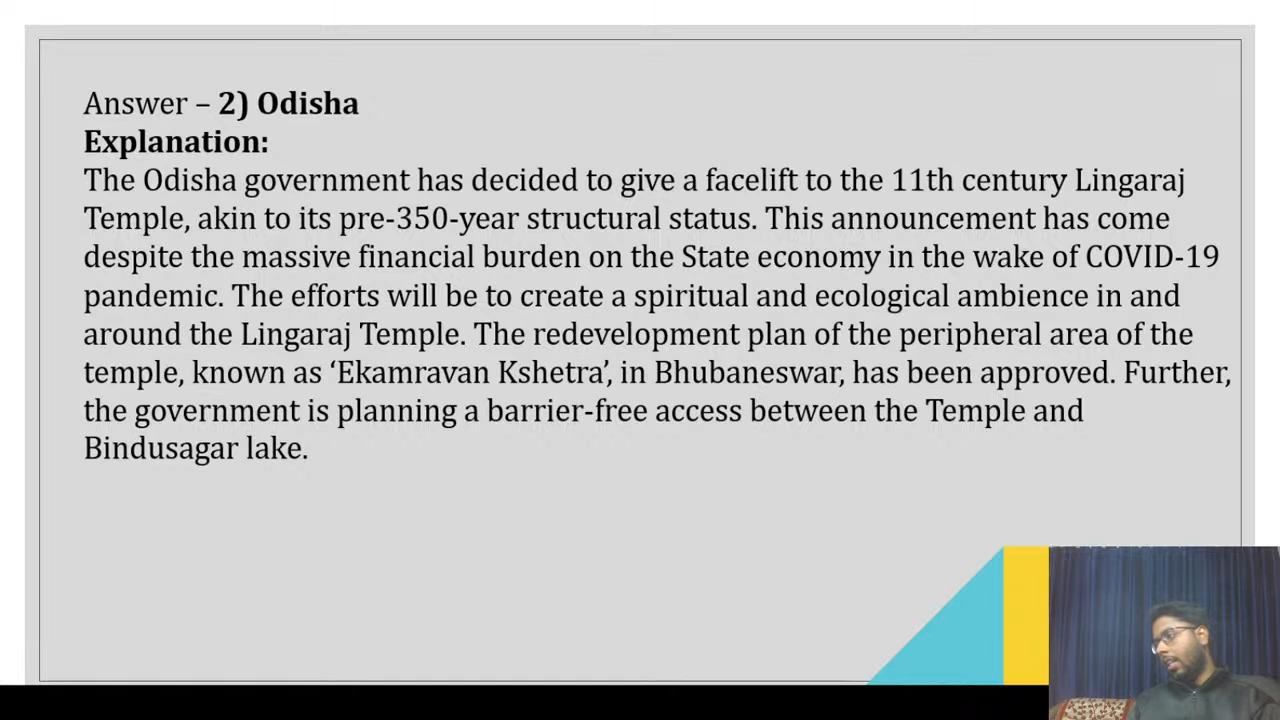 Answer – 2) Odisha
Explanation:
The Odisha government has decided to give a facelift to the 11th century Lingaraj
Temple, akin to its pre-350-year structural status. This announcement has come
despite the massive financial burden on the State economy in the wake of COVID-19
pandemic. The efforts will be to create a spiritual and ecological ambience in and
around the Lingaraj Temple. The redevelopment plan of the peripheral area of the
temple, known as ‘Ekamravan Kshetra’, in Bhubaneswar, has been approved. Further,
the government is planning a barrier-free access between the Temple and
Bindusagar lake.